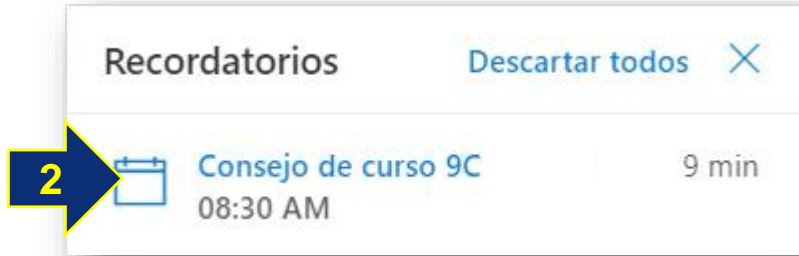 Recordatorios Descartar todos
2 Consejo de curso 9C 9 min
08:30 AM